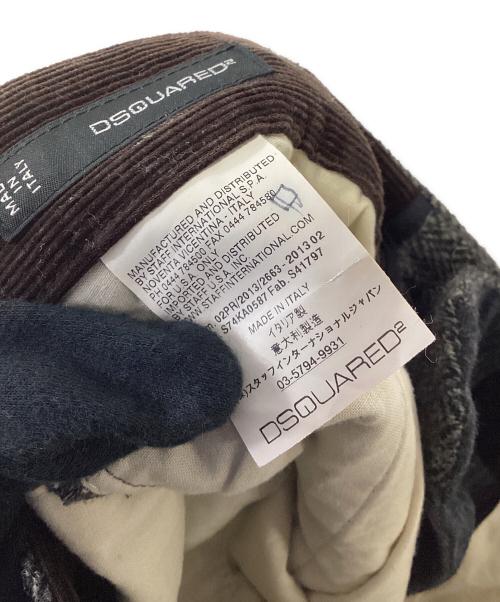 DSQUARED2
MADE IN
ITALY
MANUFACTURED AND DISTRIBUTED
BY STAFF INTERNATIONAL S.P.A.
NOVENTA VICENTINA - ITALY
PH 0444 784500 FAX 0444 784580
FOR USA ONLY
IMPORTED AND DISTRIBUTED
BY STAFF U.S.A. INC
WWW.STAFFINTERNATIONAL.COM
02PR/2013/2663 - 2013 02
S74KA0587 Fab. S41797
MADE IN ITALY
イタリア製
意大利制造
スタッフインターナショナルジャパン
03-5794-9931
DSQUARED2